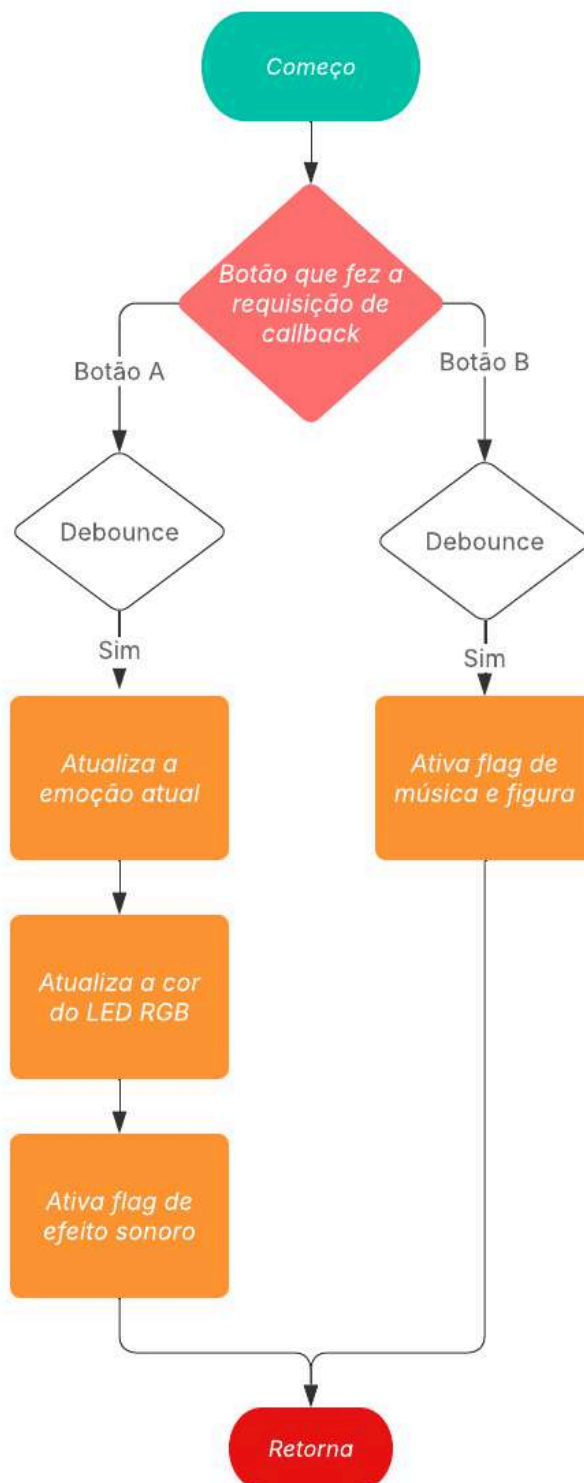 Começo
Botão que fez a
requisição de
callback
Botão A
Botão B
Debounce
Debounce
Sim
Sim
Atualiza a
emoção atual
Ativa flag de
música e figura
Atualiza a cor
do LED RGB
Ativa flag de
efeito sonoro
Retorna